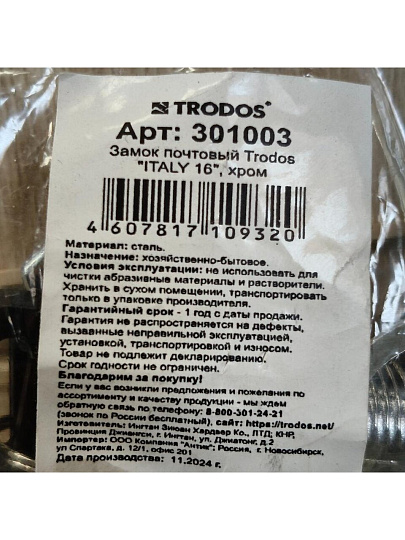 TRODOS
Арт: 301003
Замок почтовый Trodos
"ITALY 16", хром
4 607817 109320
Материал: сталь.
Назначение: хозяйственно-бытовое.
Условия эксплуатации: не использовать для
чистки абразивные материалы и растворители.
Хранить в сухом помещении, транспортировать
только в упаковке производителя.
Гарантийный срок - 1 год с даты продажи.
Гарантия не распространяется на дефекты,
вызванные неправильной эксплуатацией,
установкой, транспортировкой и износом.
Товар не подлежит декларированию.
Срок годности не ограничен.
Благодарим за покупку!
Если у вас возникли предложения и пожелания по
ассортименту и качеству продукции - мы ждем
обратную связь по телефону: 8-800-301-24-21
(звонок по России бесплатный), сайт: https://trodos.net/
Изготовитель: Интан Зиюан Хардвер Ко., ЛТД; КНР,
Провинция Джиангси, г. Интан, ул. Джиатонг, д.2
Импортер: ООО Компания "Антик"; Россия, г. Новосибирск,
ул Спартака, д. 12/1, офис 201
Дата производства: 11.2024 г.